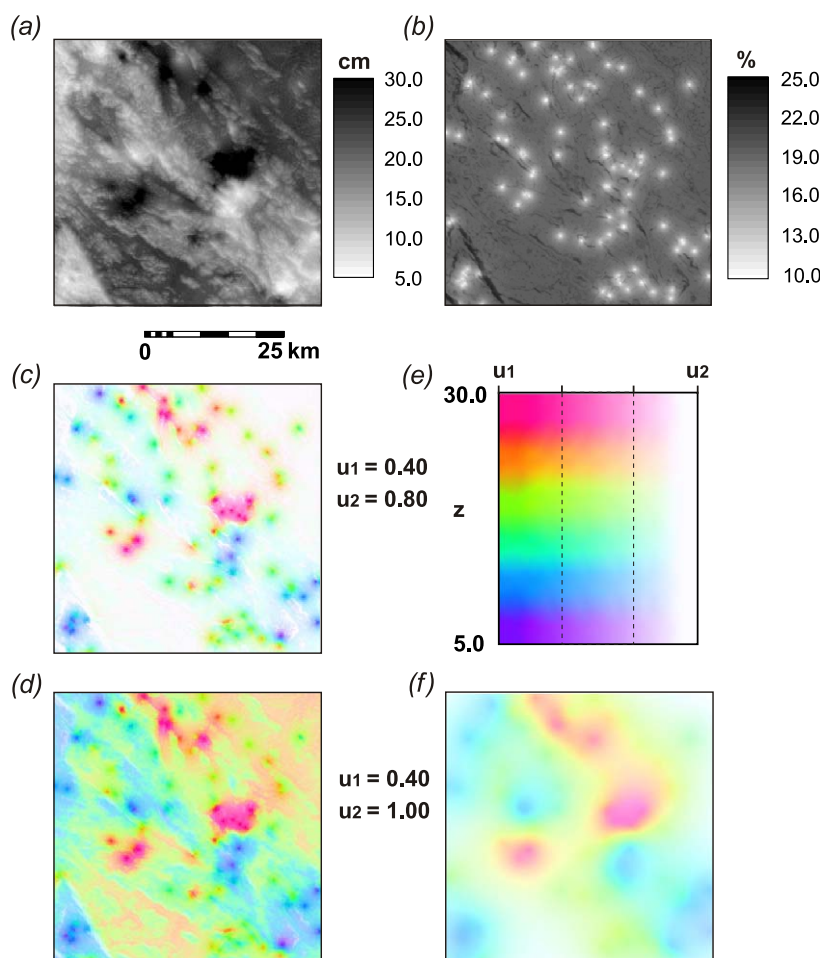 (a)
cm
30.0
25.0
20.0
15.0
10.0
5.0
(b)
%
25.0
22.0
19.0
16.0
13.0
10.0
0 25 km
(c)
u1 = 0.40
u2 = 0.80
(e)
u1 u2
30.0
z
5.0
(d)
u1 = 0.40
u2 = 1.00
(f)